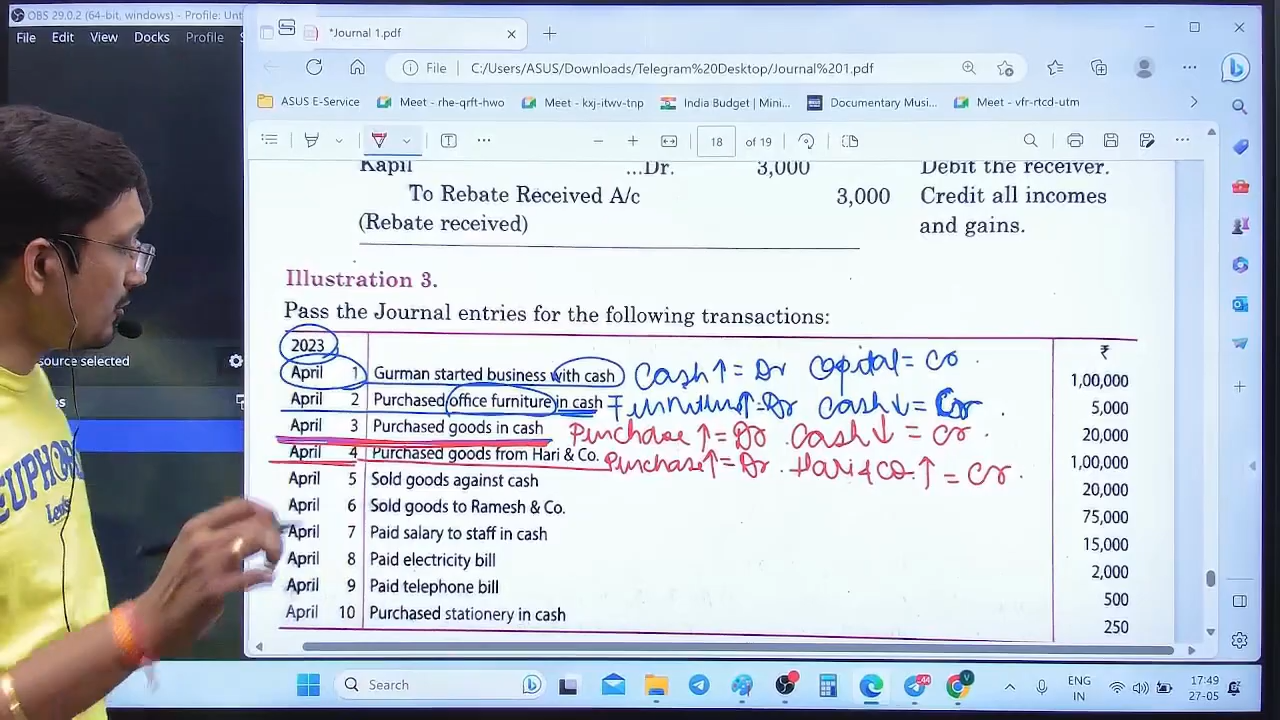 OBS 29.0.2 (64-bit, windows) - Profile: Unt
File Edit View Docks Profile
*Journal 1.pdf
File C:/Users/ASUS/Downloads/Telegram%20Desktop/Journal%201.pdf
ASUS E-Service Meet - rhe-qrft-hwo Meet - kxj-itwv-tnp India Budget | Mini... Documentary Musi... Meet - vfr-rtcd-utm
18 of 19
Kapil ...Dr. 3,000 Debit the receiver.
To Rebate Received A/c 3,000 Credit all incomes
(Rebate received) and gains.
Illustration 3.
Pass the Journal entries for the following transactions:
2023 ₹
April 1 Gurman started business with cash Cash↑ = Dr Capital = Cr 1,00,000
April 2 Purchased office furniture in cash Furniture↑ = Dr Cash↓ = Cr 5,000
April 3 Purchased goods in cash Purchase ↑ = Dr . Cash↓ = Cr . 20,000
April 4 Purchased goods from Hari & Co. Purchase↑ = Dr . Hari & Co. ↑ = Cr . 1,00,000
April 5 Sold goods against cash 20,000
April 6 Sold goods to Ramesh & Co. 75,000
April 7 Paid salary to staff in cash 15,000
April 8 Paid electricity bill 2,000
April 9 Paid telephone bill 500
April 10 Purchased stationery in cash 250
source selected
EUPHOR
Search
44
ENG
IN
17:49
27-05